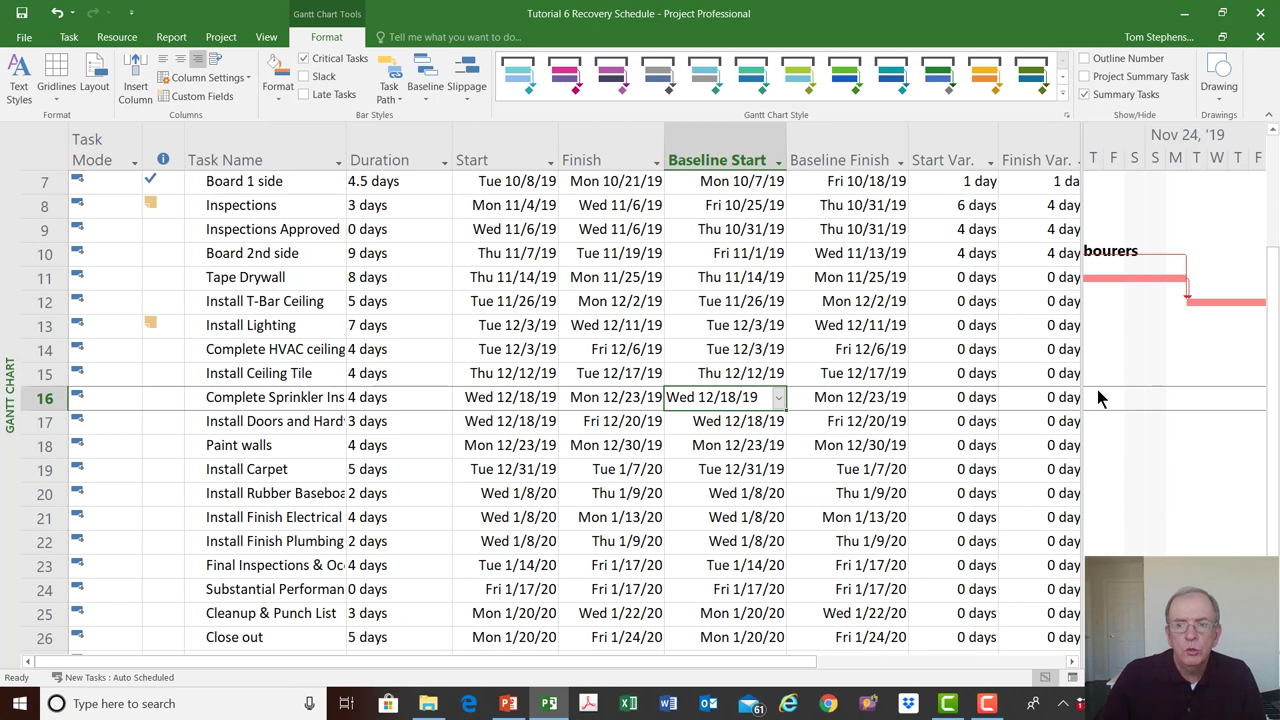 Gantt Chart Tools
Tutorial 6 Recovery Schedule - Project Professional
File Task Resource Report Project View Format Tell me what you want to do... Tom Stephens...
Text Styles Gridlines Layout Insert Column Column Settings Custom Fields Format Critical Tasks Slack Late Tasks Task Path Baseline Slippage Outline Number Project Summary Task Summary Tasks Drawing
Format Columns Bar Styles Gantt Chart Style Show/Hide Drawings
Task Mode Task Name Duration Start Finish Baseline Start Baseline Finish Start Var. Finish Var. Nov 24, '19
T F S S M T W T F
7 Board 1 side 4.5 days Tue 10/8/19 Mon 10/21/19 Mon 10/7/19 Fri 10/18/19 1 day 1 da
8 Inspections 3 days Mon 11/4/19 Wed 11/6/19 Fri 10/25/19 Thu 10/31/19 6 days 4 day
9 Inspections Approved 0 days Wed 11/6/19 Wed 11/6/19 Thu 10/31/19 Thu 10/31/19 4 days 4 day
10 Board 2nd side 9 days Thu 11/7/19 Tue 11/19/19 Fri 11/1/19 Wed 11/13/19 4 days 4 day bourers
11 Tape Drywall 8 days Thu 11/14/19 Mon 11/25/19 Thu 11/14/19 Mon 11/25/19 0 days 0 day
12 Install T-Bar Ceiling 5 days Tue 11/26/19 Mon 12/2/19 Tue 11/26/19 Mon 12/2/19 0 days 0 day
13 Install Lighting 7 days Tue 12/3/19 Wed 12/11/19 Tue 12/3/19 Wed 12/11/19 0 days 0 day
14 Complete HVAC ceiling 4 days Tue 12/3/19 Fri 12/6/19 Tue 12/3/19 Fri 12/6/19 0 days 0 day
15 Install Ceiling Tile 4 days Thu 12/12/19 Tue 12/17/19 Thu 12/12/19 Tue 12/17/19 0 days 0 day
16 Complete Sprinkler Ins 4 days Wed 12/18/19 Mon 12/23/19 Wed 12/18/19 Mon 12/23/19 0 days 0 day
17 Install Doors and Hard 3 days Wed 12/18/19 Fri 12/20/19 Wed 12/18/19 Fri 12/20/19 0 days 0 day
18 Paint walls 4 days Mon 12/23/19 Mon 12/30/19 Mon 12/23/19 Mon 12/30/19 0 days 0 day
19 Install Carpet 5 days Tue 12/31/19 Tue 1/7/20 Tue 12/31/19 Tue 1/7/20 0 days 0 day
20 Install Rubber Baseboa 2 days Wed 1/8/20 Thu 1/9/20 Wed 1/8/20 Thu 1/9/20 0 days 0 day
21 Install Finish Electrical 4 days Wed 1/8/20 Mon 1/13/20 Wed 1/8/20 Mon 1/13/20 0 days 0 day
22 Install Finish Plumbing 2 days Wed 1/8/20 Thu 1/9/20 Wed 1/8/20 Thu 1/9/20 0 days 0 day
23 Final Inspections & Oc 4 days Tue 1/14/20 Fri 1/17/20 Tue 1/14/20 Fri 1/17/20 0 days 0 day
24 Substantial Performan 0 days Fri 1/17/20 Fri 1/17/20 Fri 1/17/20 Fri 1/17/20 0 days 0 day
25 Cleanup & Punch List 3 days Mon 1/20/20 Wed 1/22/20 Mon 1/20/20 Wed 1/22/20 0 days 0 day
26 Close out 5 days Mon 1/20/20 Fri 1/24/20 Mon 1/20/20 Fri 1/24/20 0 days 0 day
GANTT CHART
Ready New Tasks : Auto Scheduled
Type here to search 61